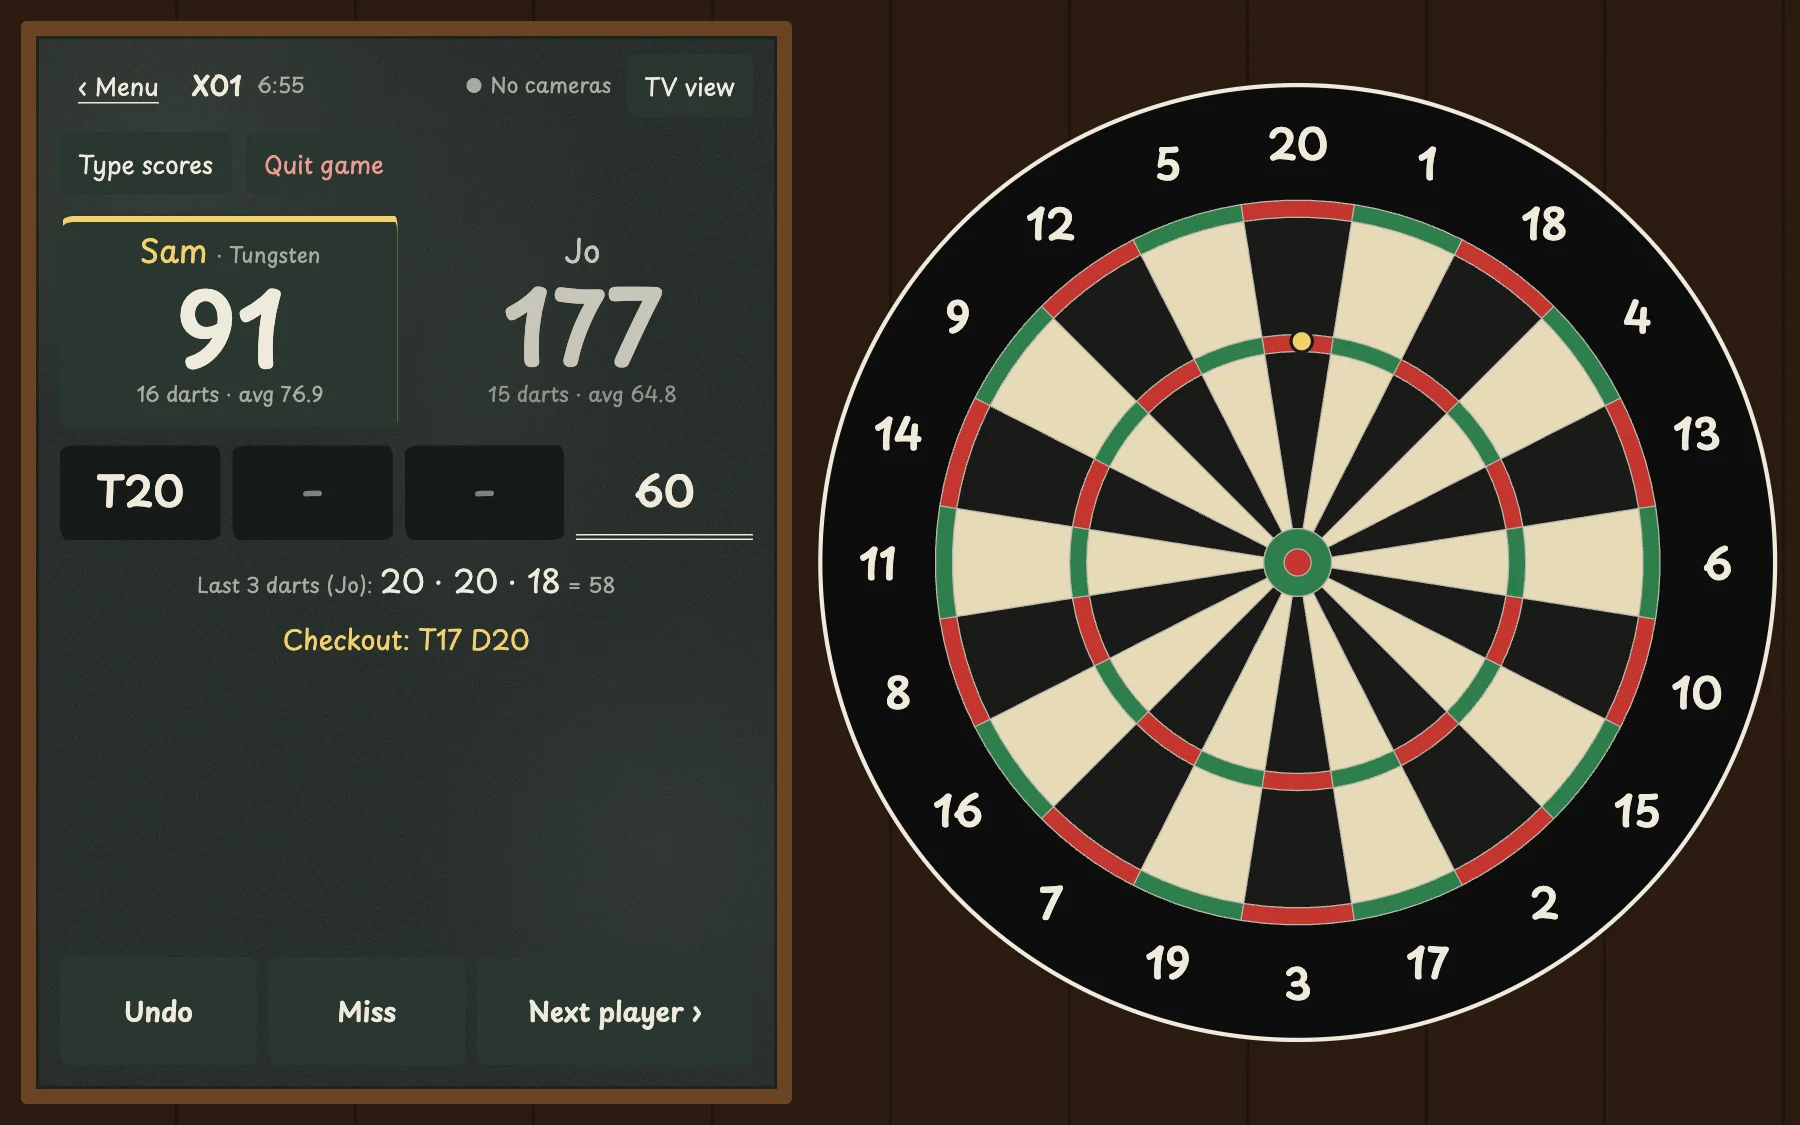 ‹ Menu XO1 6:55 No cameras TV view
Type scores Quit game
Sam · Tungsten
91
16 darts · avg 76.9
Jo
177
15 darts · avg 64.8
T20 – – 60
Last 3 darts (Jo): 20 · 20 · 18 = 58
Checkout: T17 D20
Undo Miss Next player ›
20
5 1
12 18
9 4
14 13
11 6
8 10
16 15
7 2
19 17
3